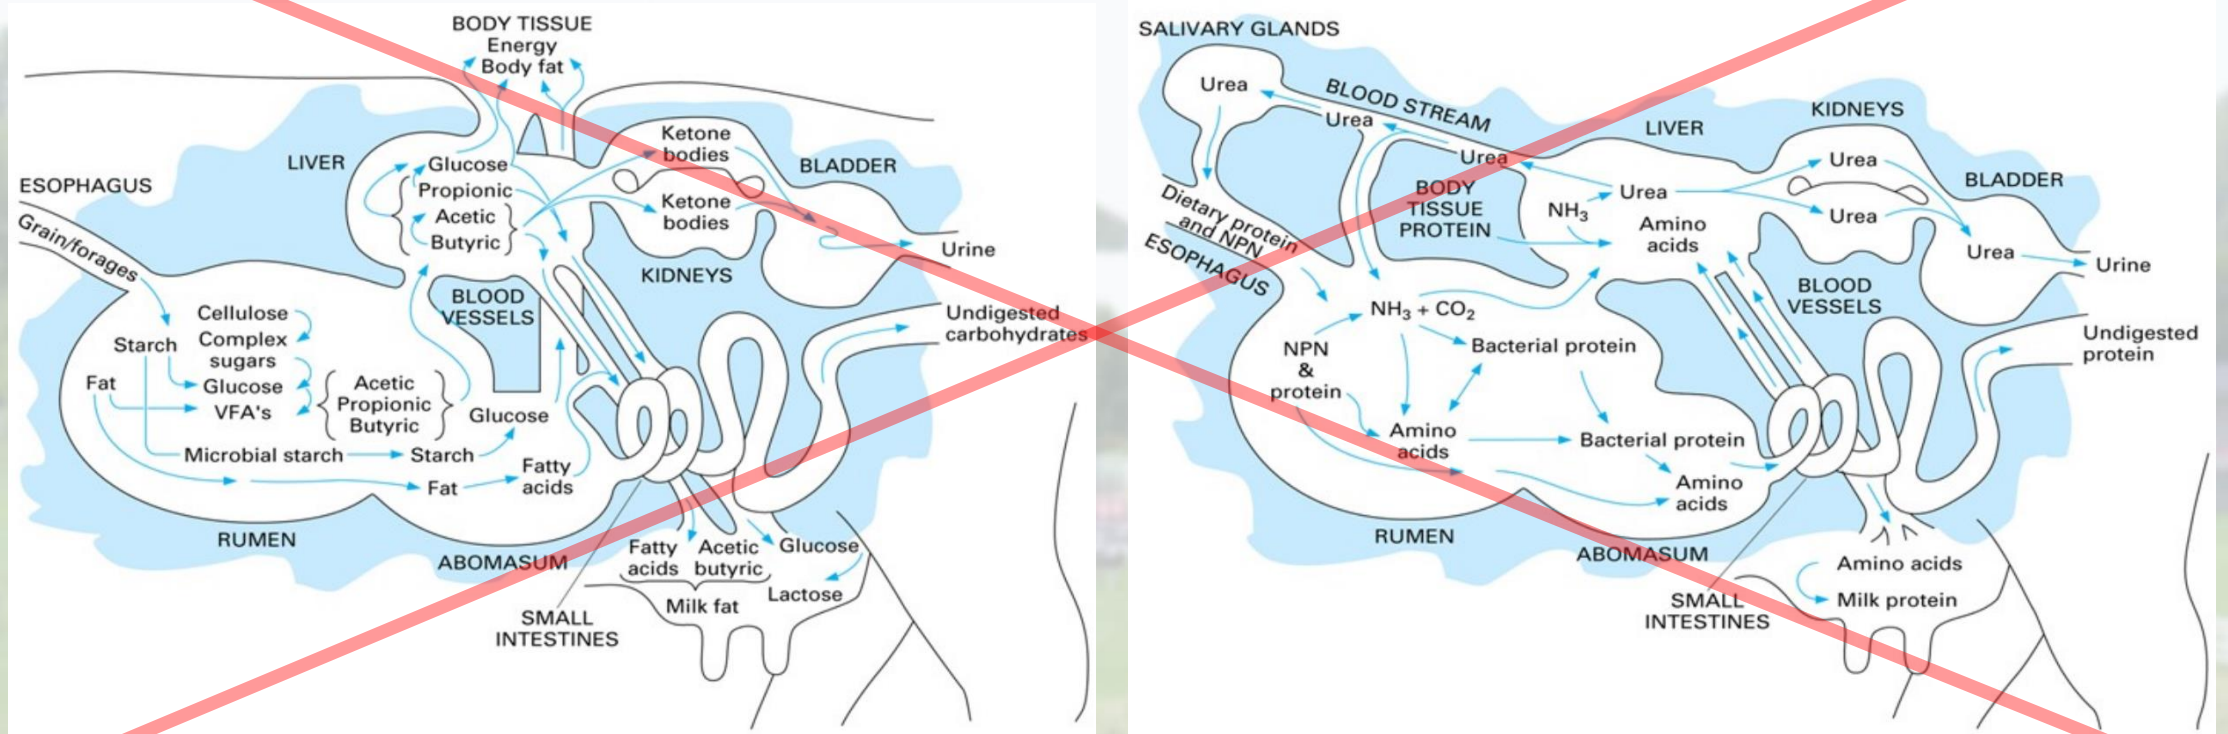 BODY TISSUE
Energy
Body fat
LIVER
Glucose
Propionic
Acetic
Butyric
Ketone
bodies
Ketone
bodies
BLADDER
KIDNEYS
Urine
ESOPHAGUS
Grain/forages
BLOOD
VESSELS
Undigested
carbohydrates
Cellulose
Complex
sugars
Starch
Glucose
Fat
VFA's
Acetic
Propionic
Butyric
Glucose
Microbial starch
Starch
Fatty
acids
Fat
RUMEN
ABOMASUM
SMALL
INTESTINES
Fatty
acids
Acetic
butyric
Glucose
Lactose
Milk fat
SALIVARY GLANDS
Urea
BLOOD STREAM
Urea
Urea
LIVER
KIDNEYS
Urea
Urea
BLADDER
Urea
Urine
BODY
TISSUE
PROTEIN
NH3
Urea
Amino
acids
Dietary protein
and NPN
ESOPHAGUS
BLOOD
VESSELS
NH3 + CO2
NPN
&
protein
Bacterial protein
Undigested
protein
Amino
acids
Bacterial protein
Amino
acids
RUMEN
ABOMASUM
SMALL
INTESTINES
Amino acids
Milk protein